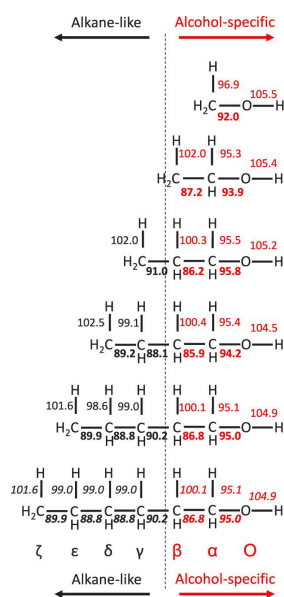 Alkane-like Alcohol-specific
H
96.9 105.5
H₂C O H
92.0
H H
102.0 95.3 105.4
H₂C C O H
87.2 H 93.9
H H H
102.0 100.3 95.5 105.2
H₂C C C O H
91.0 H 86.2 H 95.8
H H H H
102.5 99.1 100.4 95.4 104.5
H₂C C C C O H
89.2 H 88.1 H 85.9 H 94.2
H H H H H
101.6 98.6 99.0 100.1 95.1 104.9
H₂C C C C C O H
89.9 H 88.8 H 90.2 H 86.8 H 95.0
H H H H H H
101.6 99.0 99.0 99.0 100.1 95.1 104.9
H₂C C C C C C O H
89.9 H 88.8 H 88.8 H 90.2 H 86.8 H 95.0
ζ ε δ γ β α O
Alkane-like Alcohol-specific